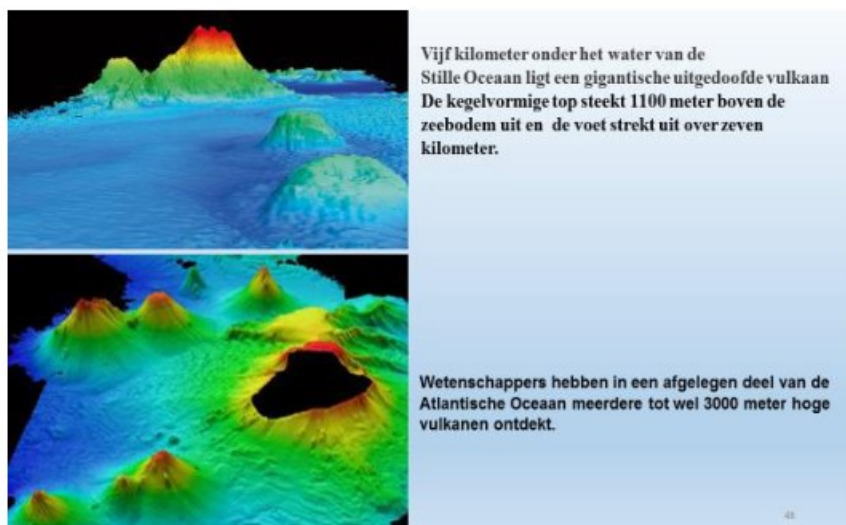 Vijf kilometer onder het water van de
Stille Oceaan ligt een gigantische uitgedoofde vulkaan
De kegelvormige top steekt 1100 meter boven de
zeebodem uit en de voet strekt uit over zeven
kilometer.
Wetenschappers hebben in een afgelegen deel van de
Atlantische Oceaan meerdere tot wel 3000 meter hoge
vulkanen ontdekt.